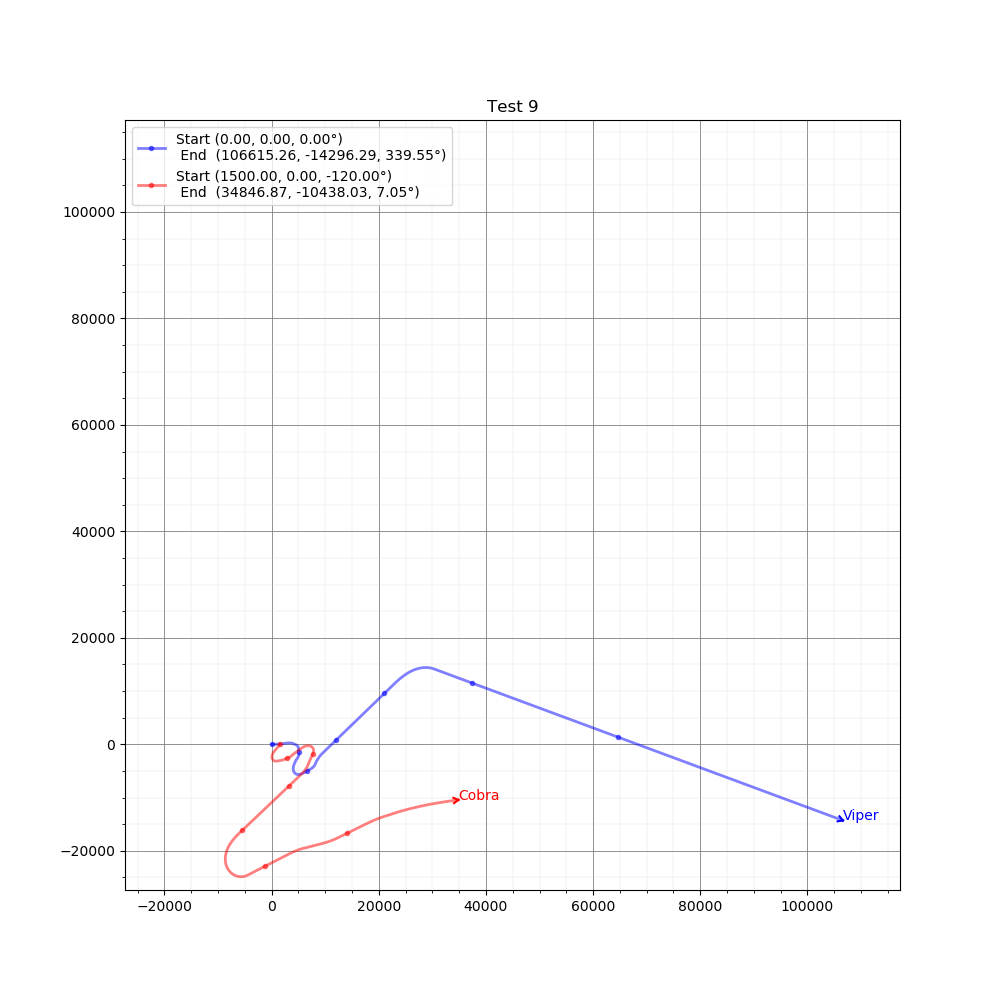 Test 9
Start (0.00, 0.00, 0.00°)
End  (106615.26, -14296.29, 339.55°)
Start (1500.00, 0.00, -120.00°)
End  (34846.87, -10438.03, 7.05°)
100000
80000
60000
40000
20000
0
−20000
Cobra
Viper
−20000 0 20000 40000 60000 80000 100000